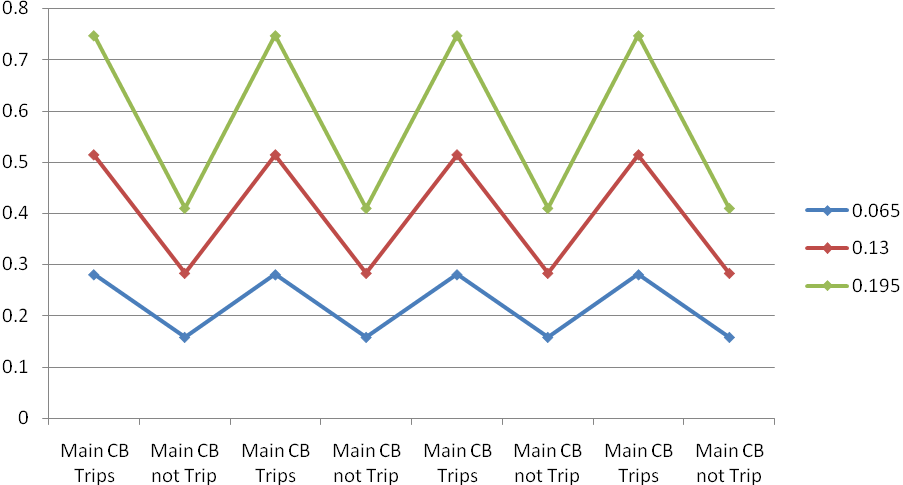 0.8
0.7
0.6
0.5
0.4
0.3
0.2
0.1
0
Main CB
Trips
Main CB
not Trip
Main CB
Trips
Main CB
not Trip
Main CB
Trips
Main CB
not Trip
Main CB
Trips
Main CB
not Trip
0.065
0.13
0.195